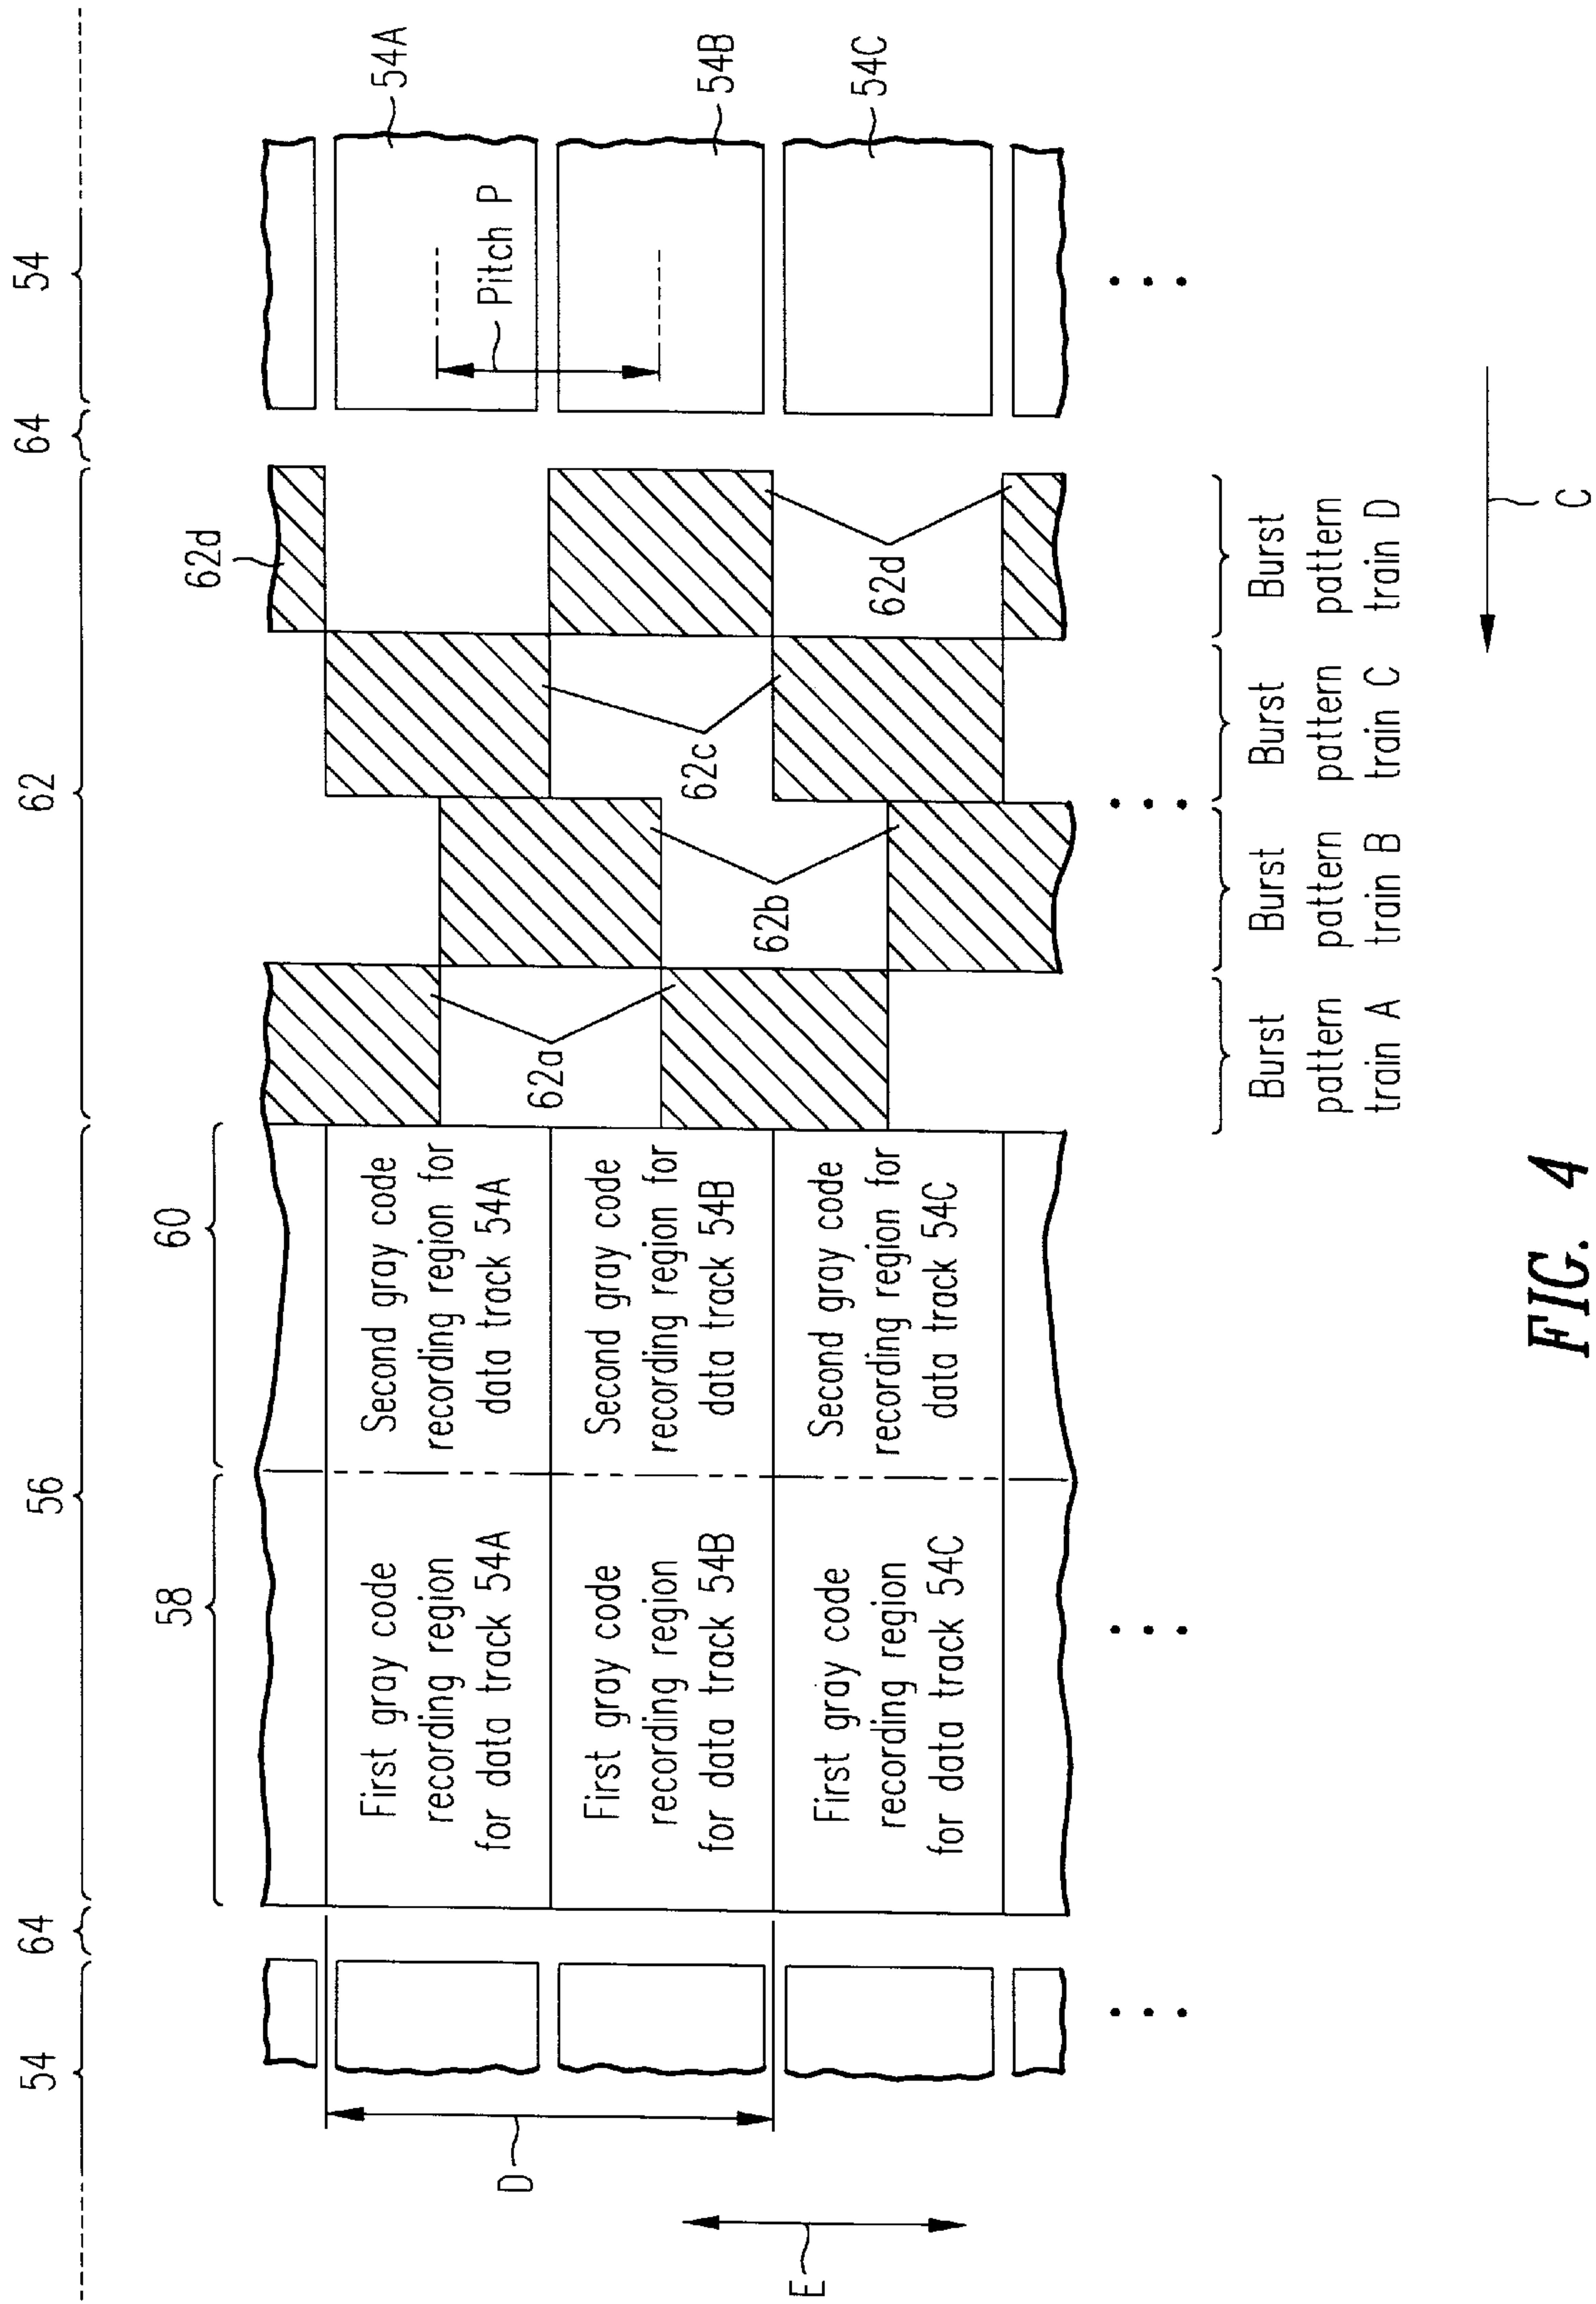 54
64
56
62
64
54
58
60
62d
54A
54B
54C
Pitch P
D
E
First gray code
recording region
for data track 54A
Second gray code
recording region for
data track 54A
First gray code
recording region
for data track 54B
Second gray code
recording region for
data track 54B
First gray code
recording region
for data track 54C
Second gray code
recording region for
data track 54C
62a
62b
62c
62d
Burst
pattern
train A
Burst
pattern
train B
Burst
pattern
train C
Burst
pattern
train D
C
FIG. 4